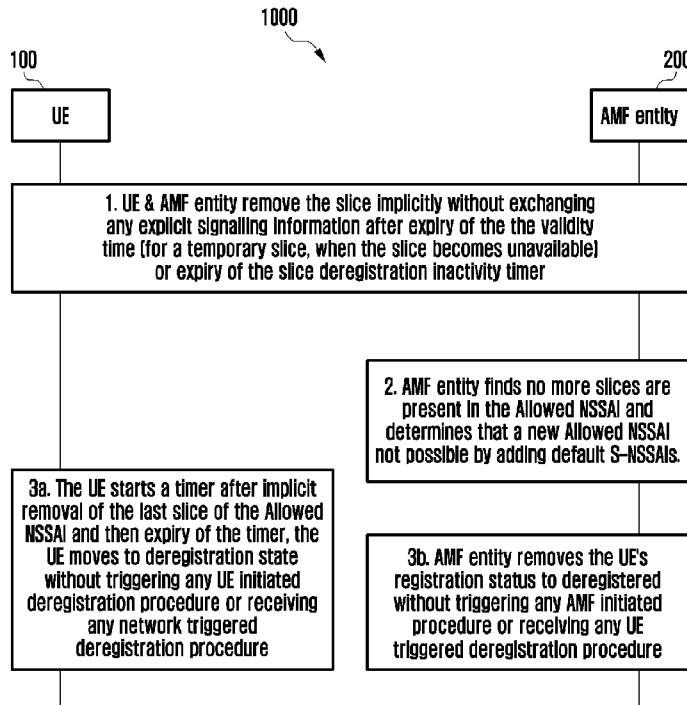 1000
100
200
UE
AMF entity
1. UE & AMF entity remove the slice implicitly without exchanging
any explicit signalling information after expiry of the the validity
time (for a temporary slice, when the slice becomes unavailable)
or expiry of the slice deregistration inactivity timer
2. AMF entity finds no more slices are
present in the Allowed NSSAI and
determines that a new Allowed NSSAI
not possible by adding default S-NSSAIs.
3a. The UE starts a timer after implicit
removal of the last slice of the Allowed
NSSAI and then expiry of the timer, the
UE moves to deregistration state
without triggering any UE initiated
deregistration procedure or receiving
any network triggered
deregistration procedure
3b. AMF entity removes the UE's
registration status to deregistered
without triggering any AMF initiated
procedure or receiving any UE
triggered deregistration procedure